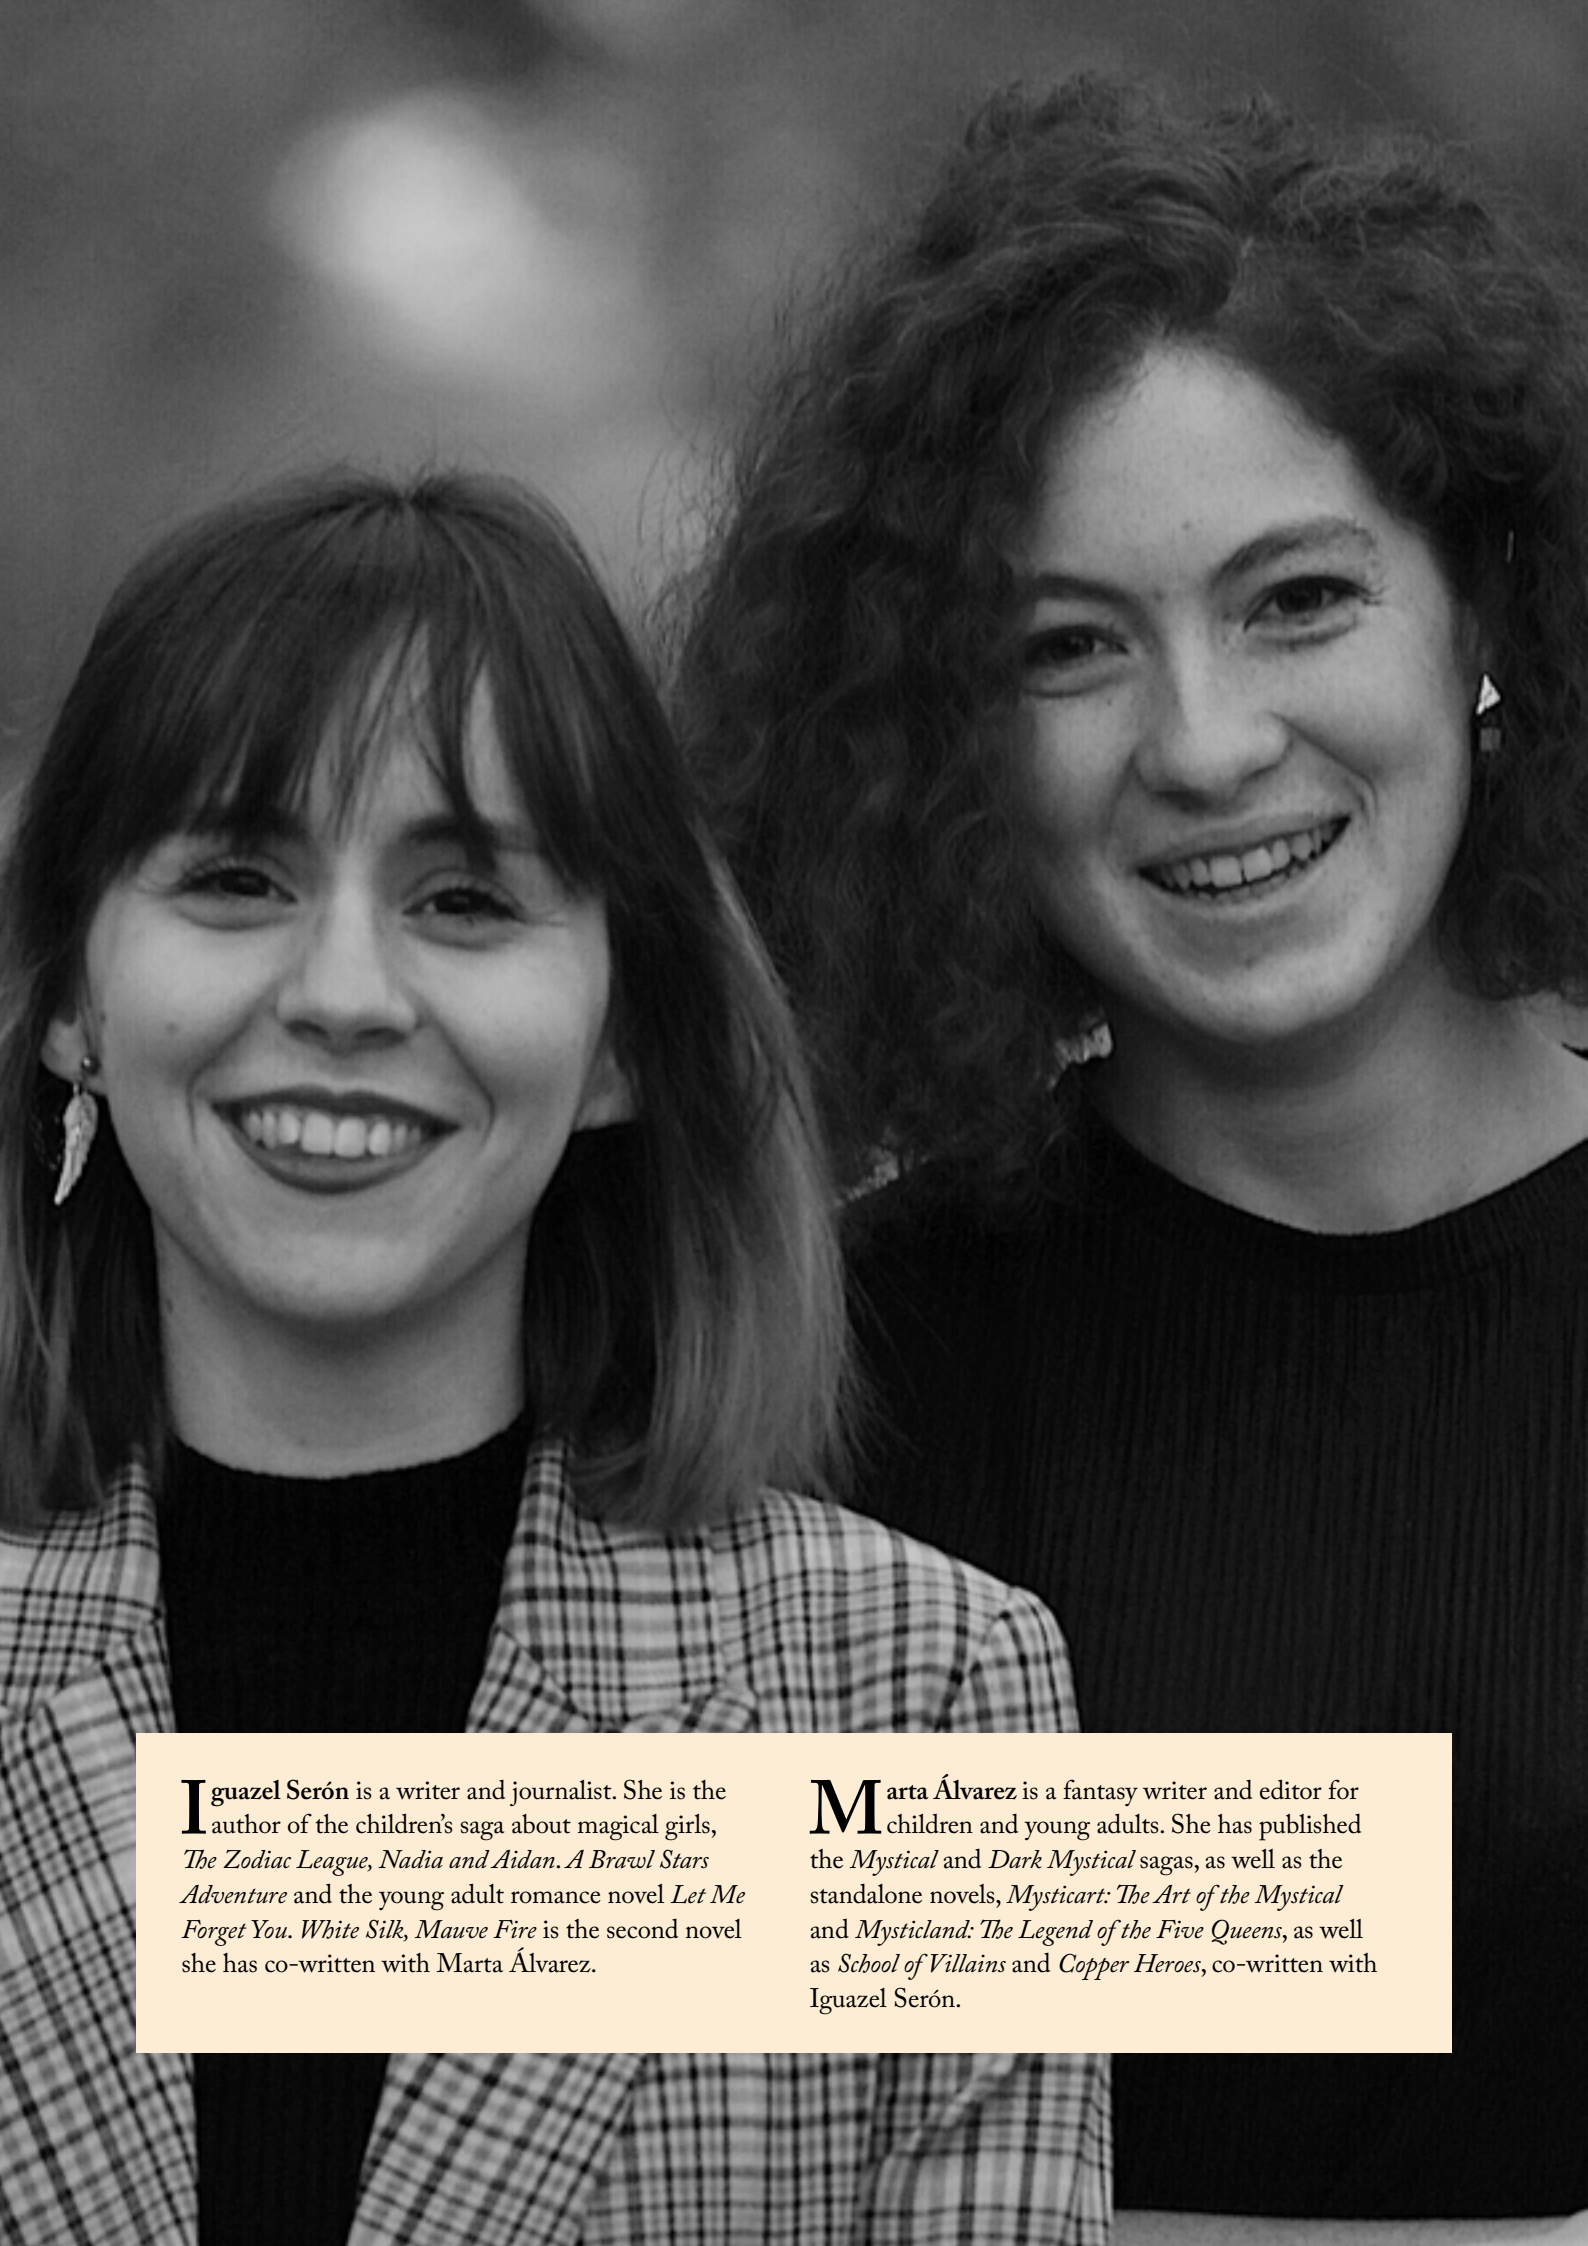 Iguazel Serón is a writer and journalist. She is the
author of the children’s saga about magical girls,
The Zodiac League, Nadia and Aidan. A Brawl Stars
Adventure and the young adult romance novel Let Me
Forget You. White Silk, Mauve Fire is the second novel
she has co-written with Marta Álvarez.
Marta Álvarez is a fantasy writer and editor for
children and young adults. She has published
the Mystical and Dark Mystical sagas, as well as the
standalone novels, Mysticart: The Art of the Mystical
and Mysticland: The Legend of the Five Queens, as well
as School of Villains and Copper Heroes, co-written with
Iguazel Serón.